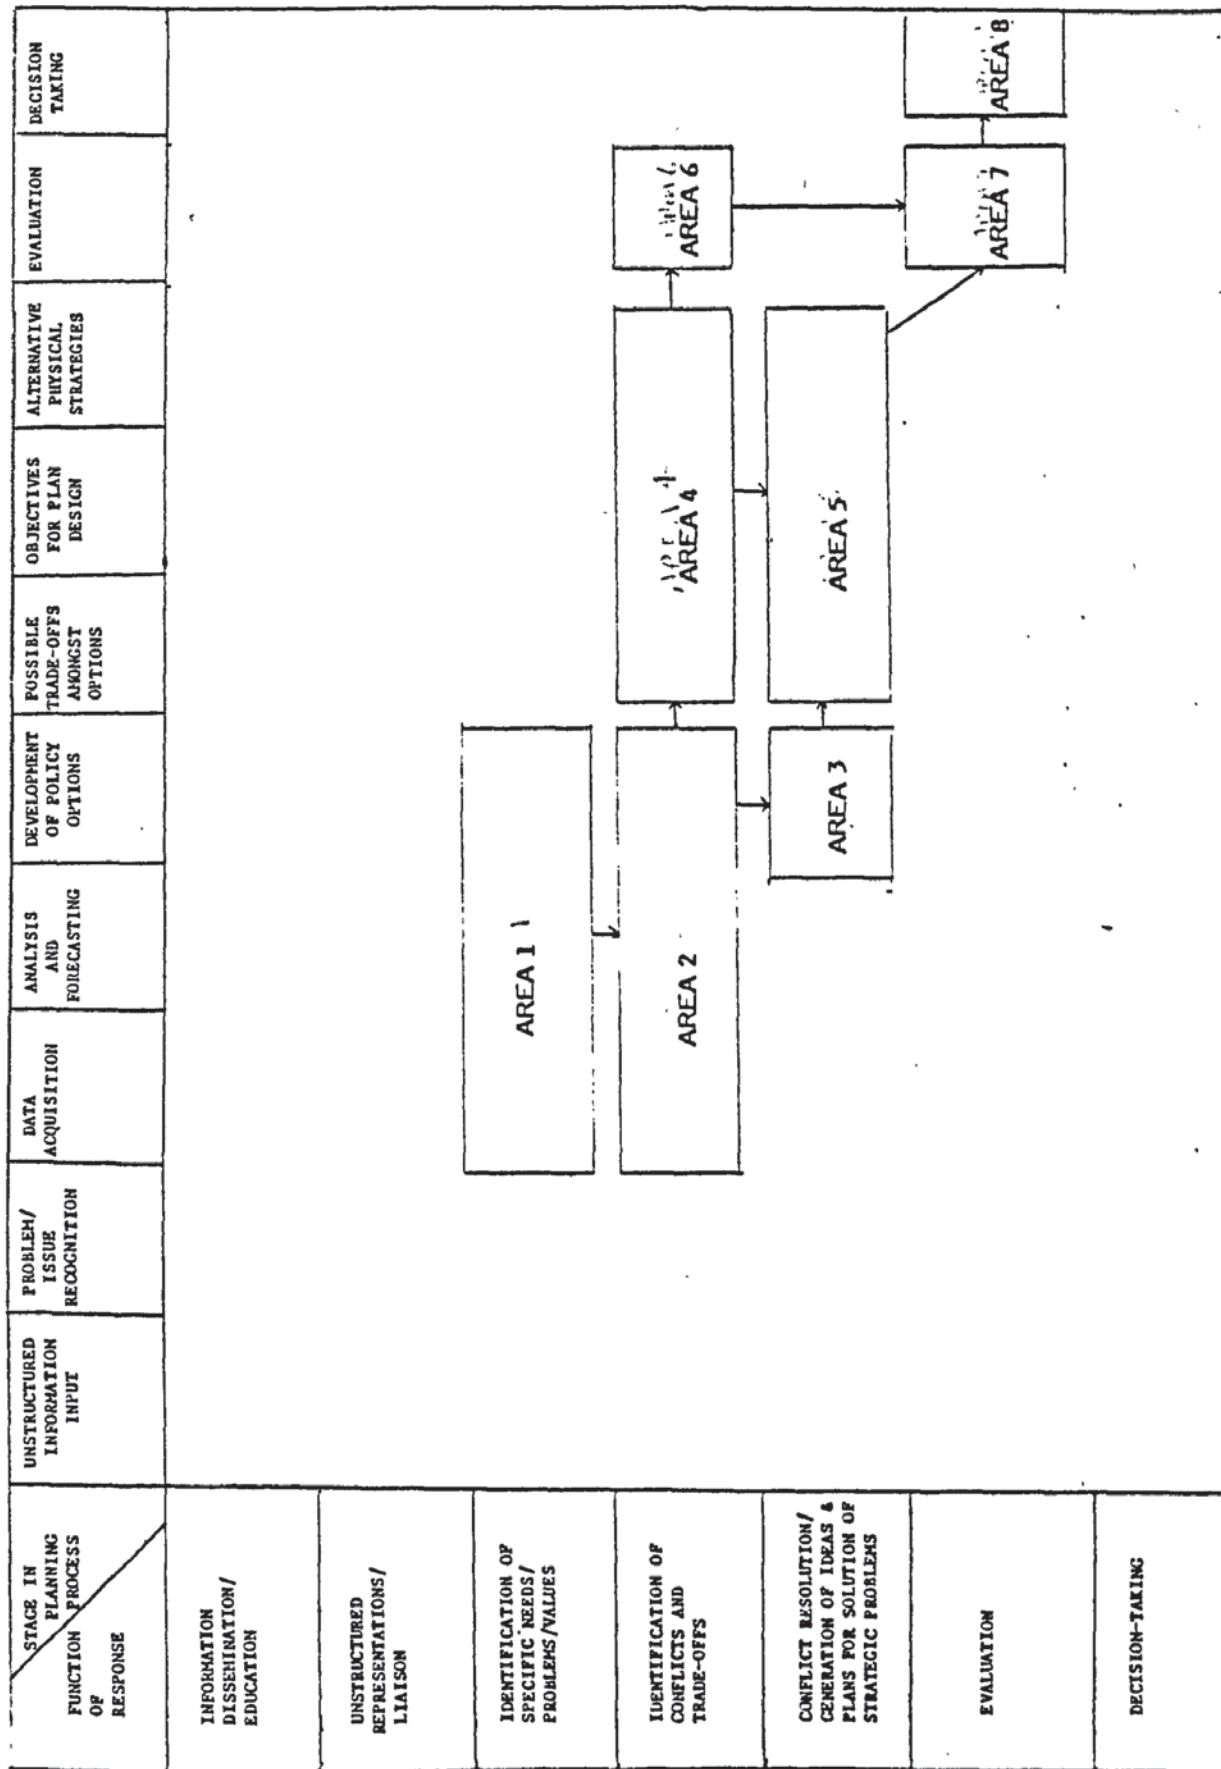 STAGE IN
PLANNING
PROCESS
FUNCTION
OF
RESPONSE
UNSTRUCTURED
INFORMATION
INPUT
PROBLEM/
ISSUE
RECOGNITION
DATA
ACQUISITION
ANALYSIS
AND
FORECASTING
DEVELOPMENT
OF POLICY
OPTIONS
POSSIBLE
TRADE-OFFS
AMONGST
OPTIONS
OBJECTIVES
FOR PLAN
DESIGN
ALTERNATIVE
PHYSICAL
STRATEGIES
EVALUATION
DECISION
TAKING
INFORMATION
DISSEMINATION/
EDUCATION
UNSTRUCTURED
REPRESENTATIONS/
LIAISON
IDENTIFICATION OF
SPECIFIC NEEDS/
PROBLEMS/VALUES
AREA 1
IDENTIFICATION OF
CONFLICTS AND
TRADE-OFFS
AREA 2
AREA 4
AREA 6
CONFLICT RESOLUTION/
GENERATION OF IDEAS &
PLANS FOR SOLUTION OF
STRATEGIC PROBLEMS
AREA 3
AREA 5
EVALUATION
AREA 7
AREA 8
DECISION-TAKING